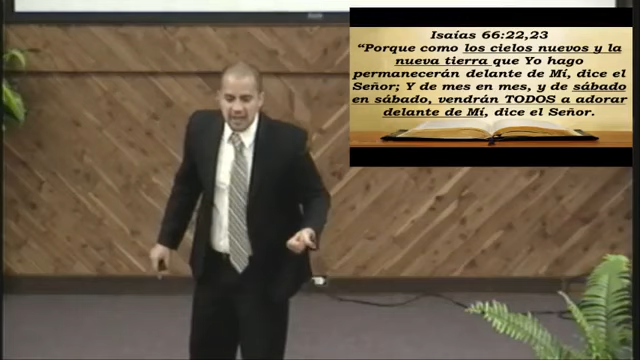 Isaías 66:22,23
“Porque como los cielos nuevos y la
nueva tierra que Yo hago
permanecerán delante de Mí, dice el
Señor; Y de mes en mes, y de sábado
en sábado, vendrán TODOS a adorar
delante de Mí, dice el Señor.